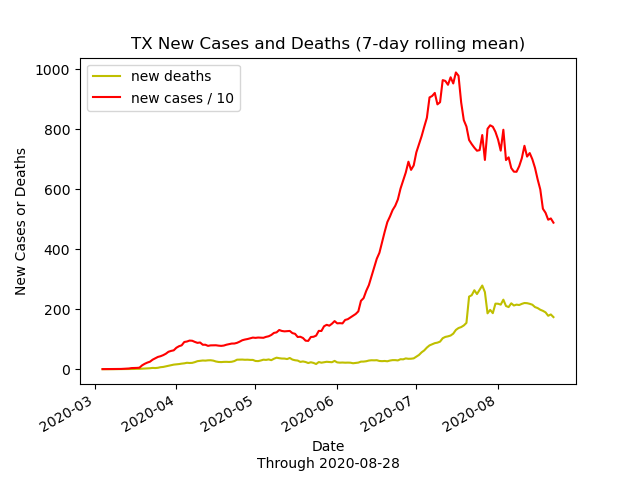 TX New Cases and Deaths (7-day rolling mean)
new deaths
new cases / 10
1000
800
600
400
200
0
New Cases or Deaths
2020-03
2020-04
2020-05
2020-06
2020-07
2020-08
Date
Through 2020-08-28